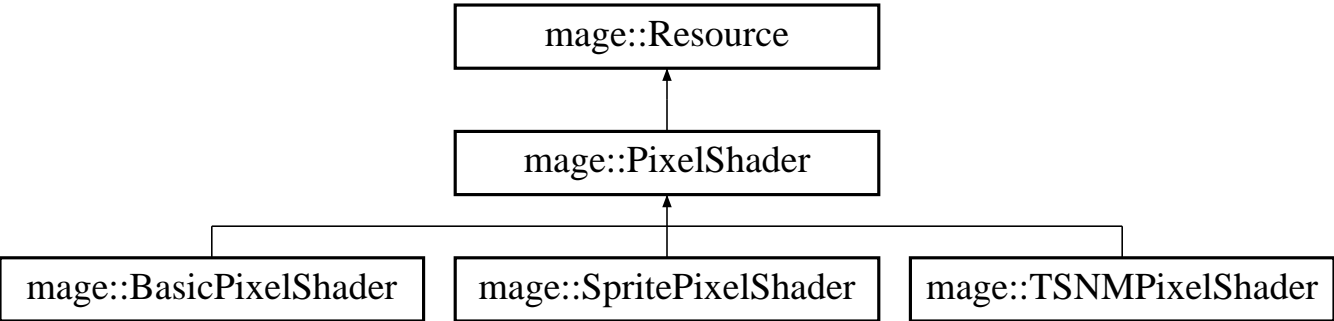 mage::Resource
mage::PixelShader
mage::BasicPixelShader
mage::SpritePixelShader
mage::TSNMPixelShader